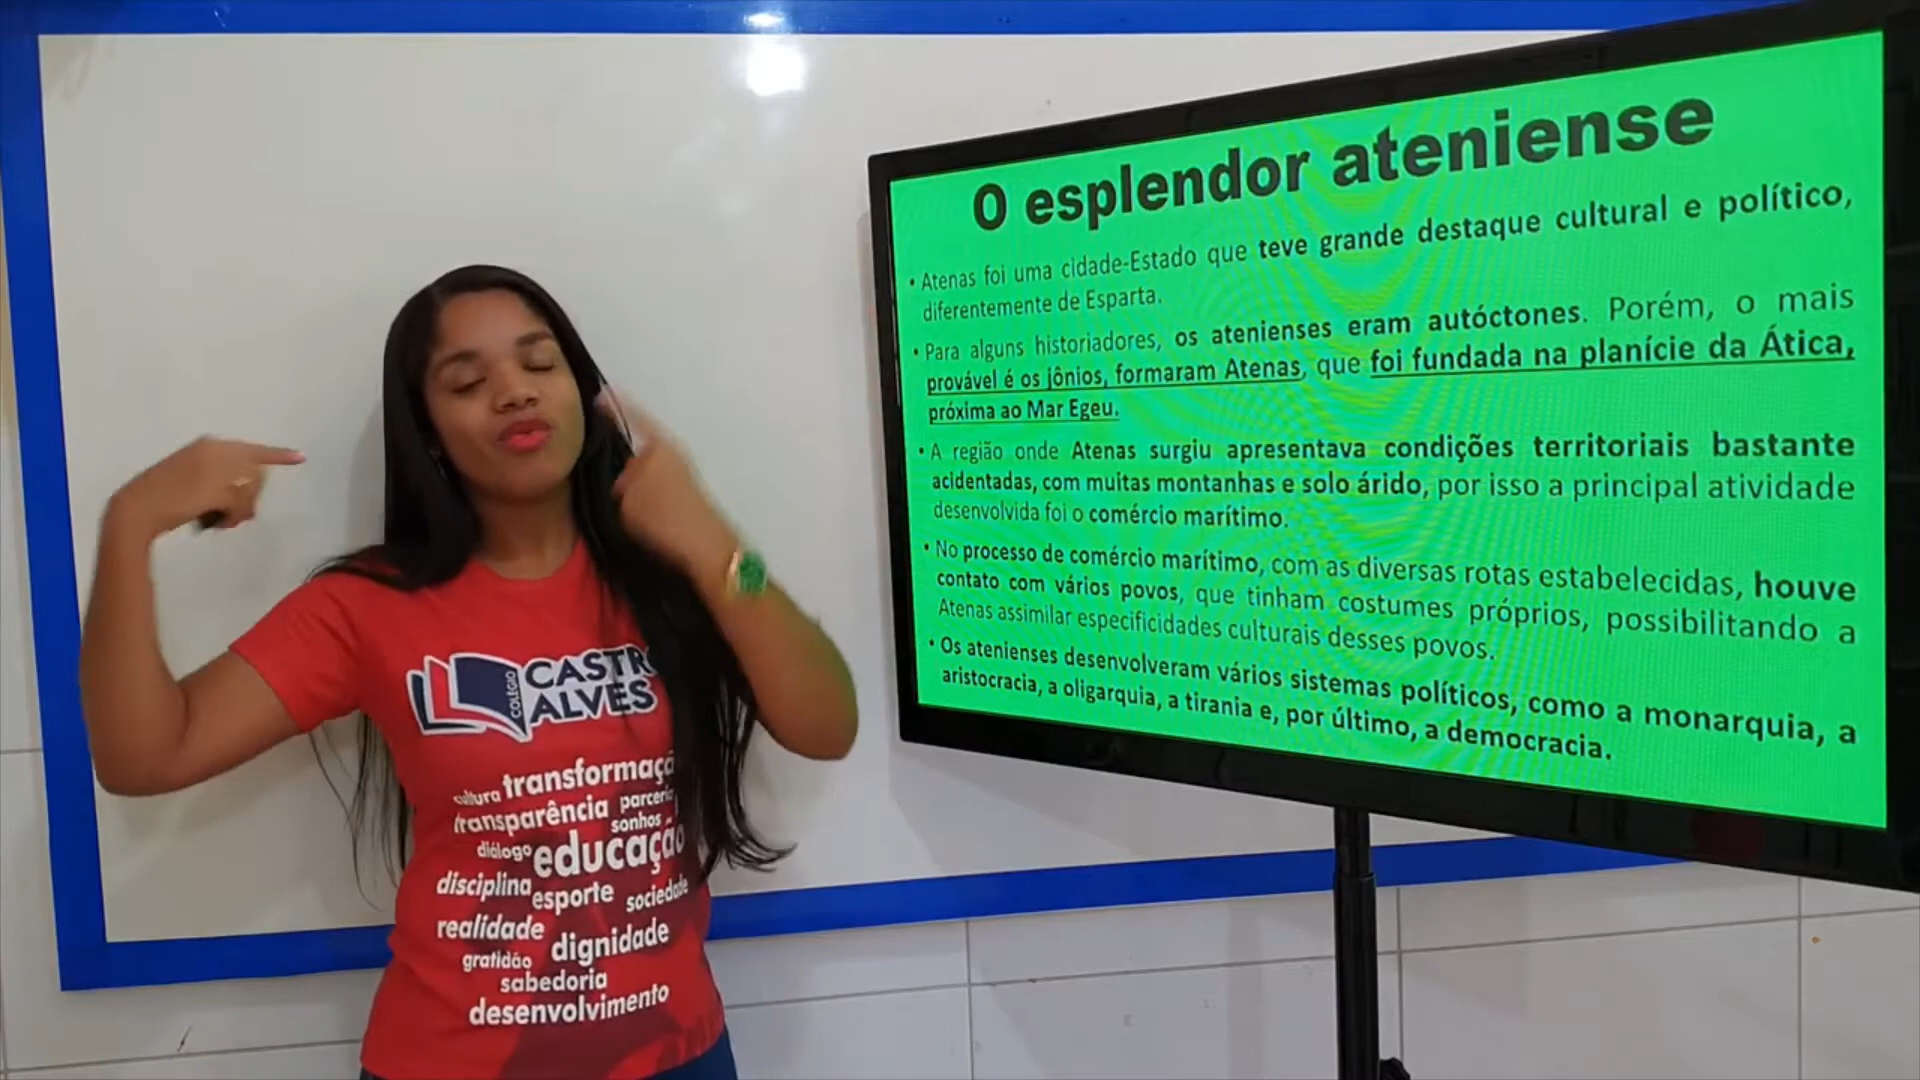 O esplendor ateniense
• Atenas foi uma cidade-Estado que teve grande destaque cultural e político,
diferentemente de Esparta.
• Para alguns historiadores, os atenienses eram autóctones. Porém, o mais
provável é os jônios, formaram Atenas, que foi fundada na planície da Ática,
próxima ao Mar Egeu.
• A região onde Atenas surgiu apresentava condições territoriais bastante
acidentadas, com muitas montanhas e solo árido, por isso a principal atividade
desenvolvida foi o comércio marítimo.
• No processo de comércio marítimo, com as diversas rotas estabelecidas, houve
contato com vários povos, que tinham costumes próprios, possibilitando a
Atenas assimilar especificidades culturais desses povos.
• Os atenienses desenvolveram vários sistemas políticos, como a monarquia, a
aristocracia, a oligarquia, a tirania e, por último, a democracia.
COLÉGIO
CASTR
ALVES
cultura transformaçã
transparência parceri
sonhos
diálogo educação
disciplina esporte sociedade
realidade dignidade
gratidão
sabedoria
desenvolvimento